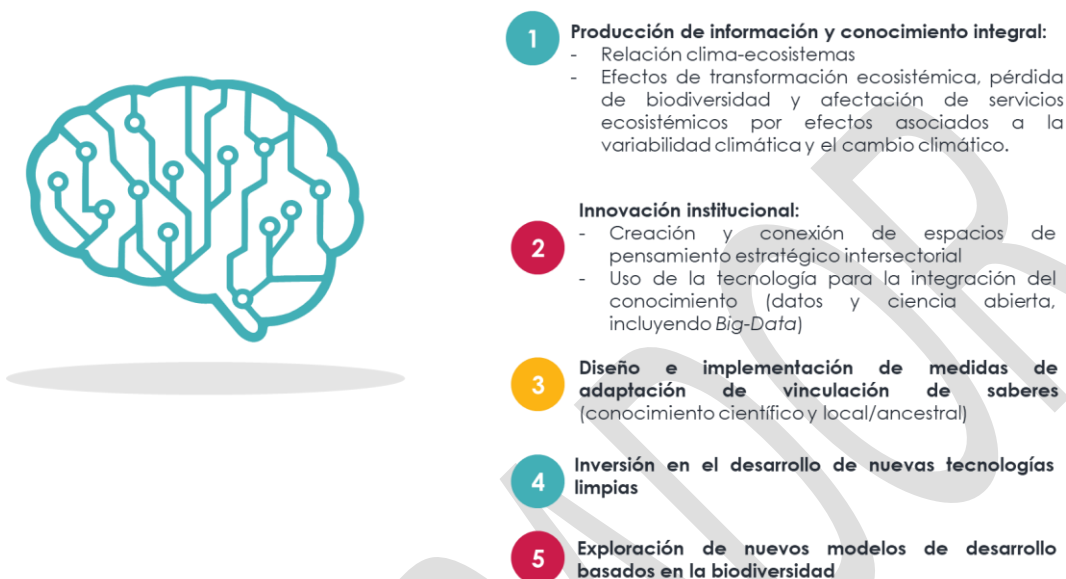 1
Producción de información y conocimiento integral:
- Relación clima-ecosistemas
- Efectos de transformación ecosistémica, pérdida
de biodiversidad y afectación de servicios
ecosistémicos por efectos asociados a la
variabilidad climática y el cambio climático.
Innovación institucional:
2
- Creación y conexión de espacios de
pensamiento estratégico intersectorial
- Uso de la tecnología para la integración del
conocimiento (datos y ciencia abierta,
incluyendo Big-Data)
3
Diseño e implementación de medidas de
adaptación de vinculación de saberes
(conocimiento científico y local/ancestral)
4
Inversión en el desarrollo de nuevas tecnologías
limpias
5
Exploración de nuevos modelos de desarrollo
basados en la biodiversidad